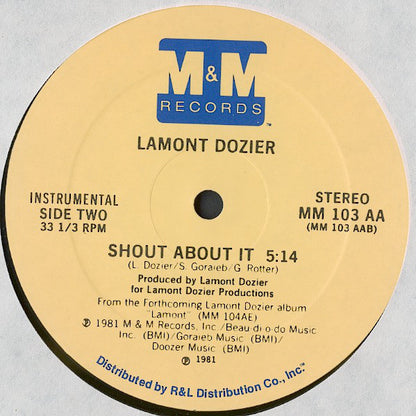 M&M
RECORDS
TM
LAMONT DOZIER
INSTRUMENTAL
SIDE TWO
33 1/3 RPM
STEREO
MM 103 AA
(MM 103 AAB)
SHOUT ABOUT IT 5:14
(L. Dozier/S. Goraieb/G. Rotter)
Produced by Lamont Dozier
for Lamont Dozier Productions
From the Forthcoming Lamont Dozier album
"Lamont" (MM 104AE)
℗ 1981 M & M Records, Inc./Beau di o do Music
Inc. (BMI)/Goraieb Music (BMI)/
Doozer Music (BMI)
℗ 1981
Distributed by R&L Distribution Co., Inc.™